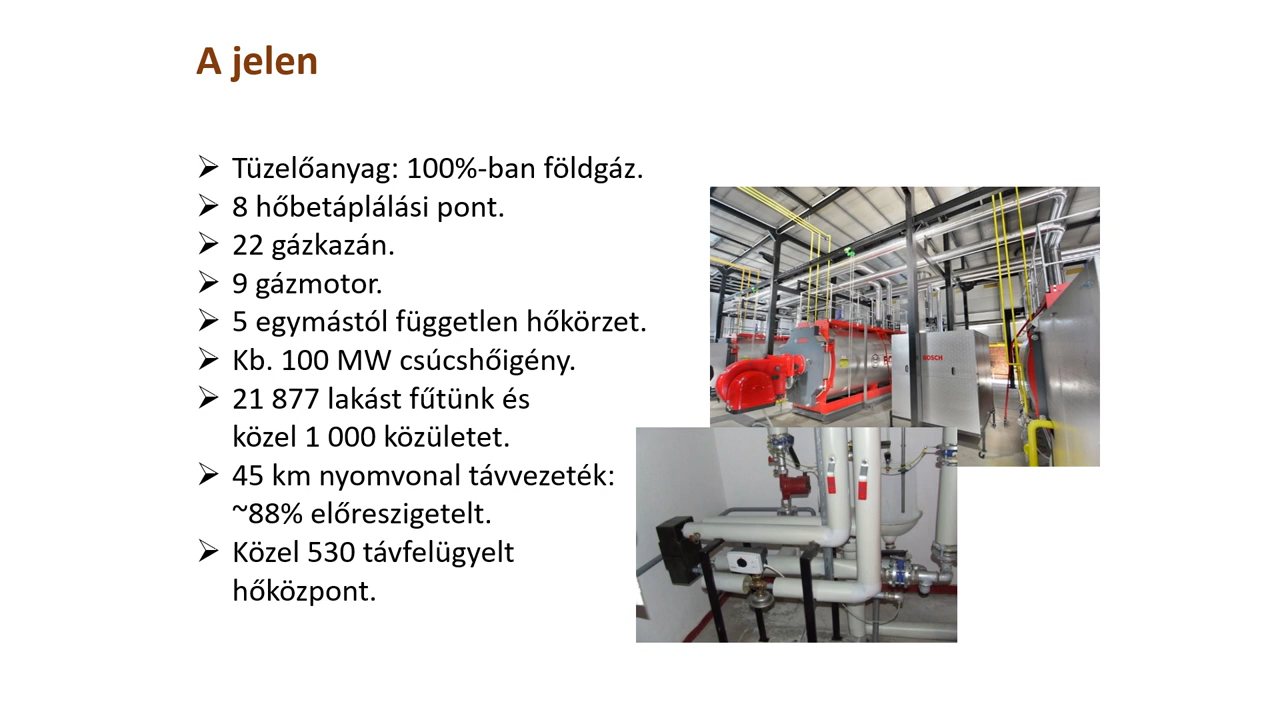 A jelen
Tüzelőanyag: 100%-ban földgáz.
8 hőbetáplálási pont.
22 gázkazán.
9 gázmotor.
5 egymástól független hőkörzet.
Kb. 100 MW csúcshőigény.
21 877 lakást fűtünk és
közel 1 000 közületet.
45 km nyomvonal távvezeték:
~88% előreszigetelt.
Közel 530 távfelügyelt
hőközpont.
BOSCH